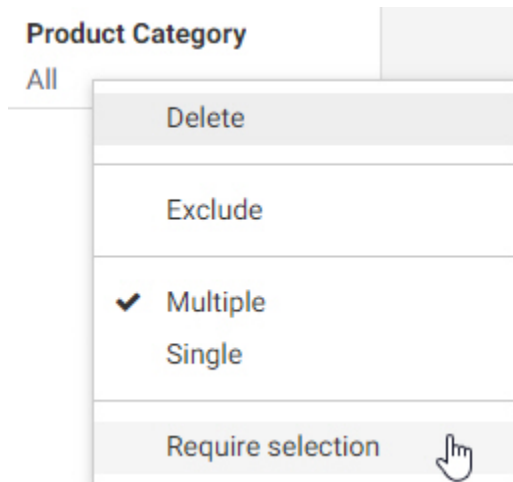 Product Category
All
Delete
Exclude
Multiple
Single
Require selection